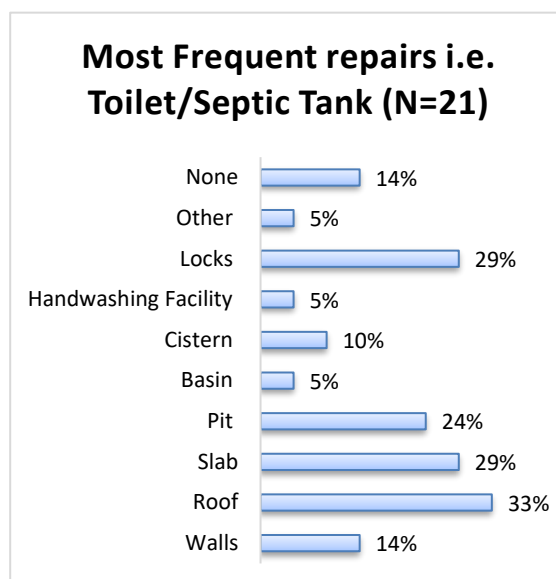 Most Frequent repairs i.e.
Toilet/Septic Tank (N=21)
None 14%
Other 5%
Locks 29%
Handwashing Facility 5%
Cistern 10%
Basin 5%
Pit 24%
Slab 29%
Roof 33%
Walls 14%